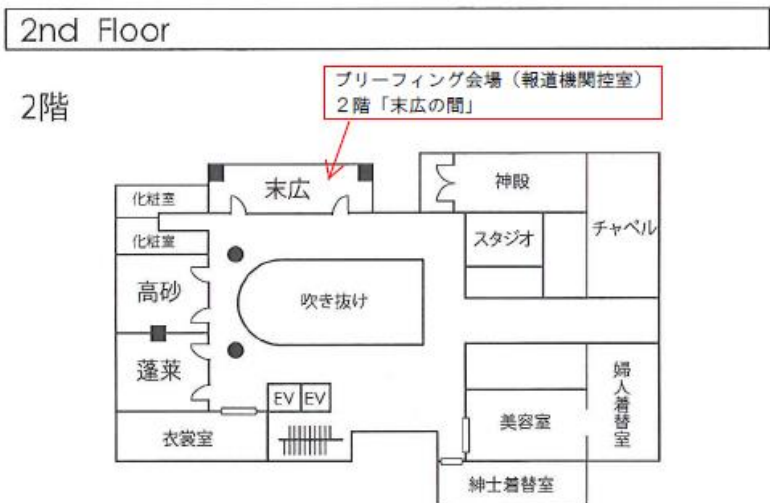 2nd Floor
2階
ブリーフィング会場（報道機関控室）
２階「末広の間」
末広
神殿
化粧室
チャペル
スタジオ
化粧室
高砂
吹き抜け
蓬莱
婦人着替室
EV EV
美容室
衣裳室
紳士着替室